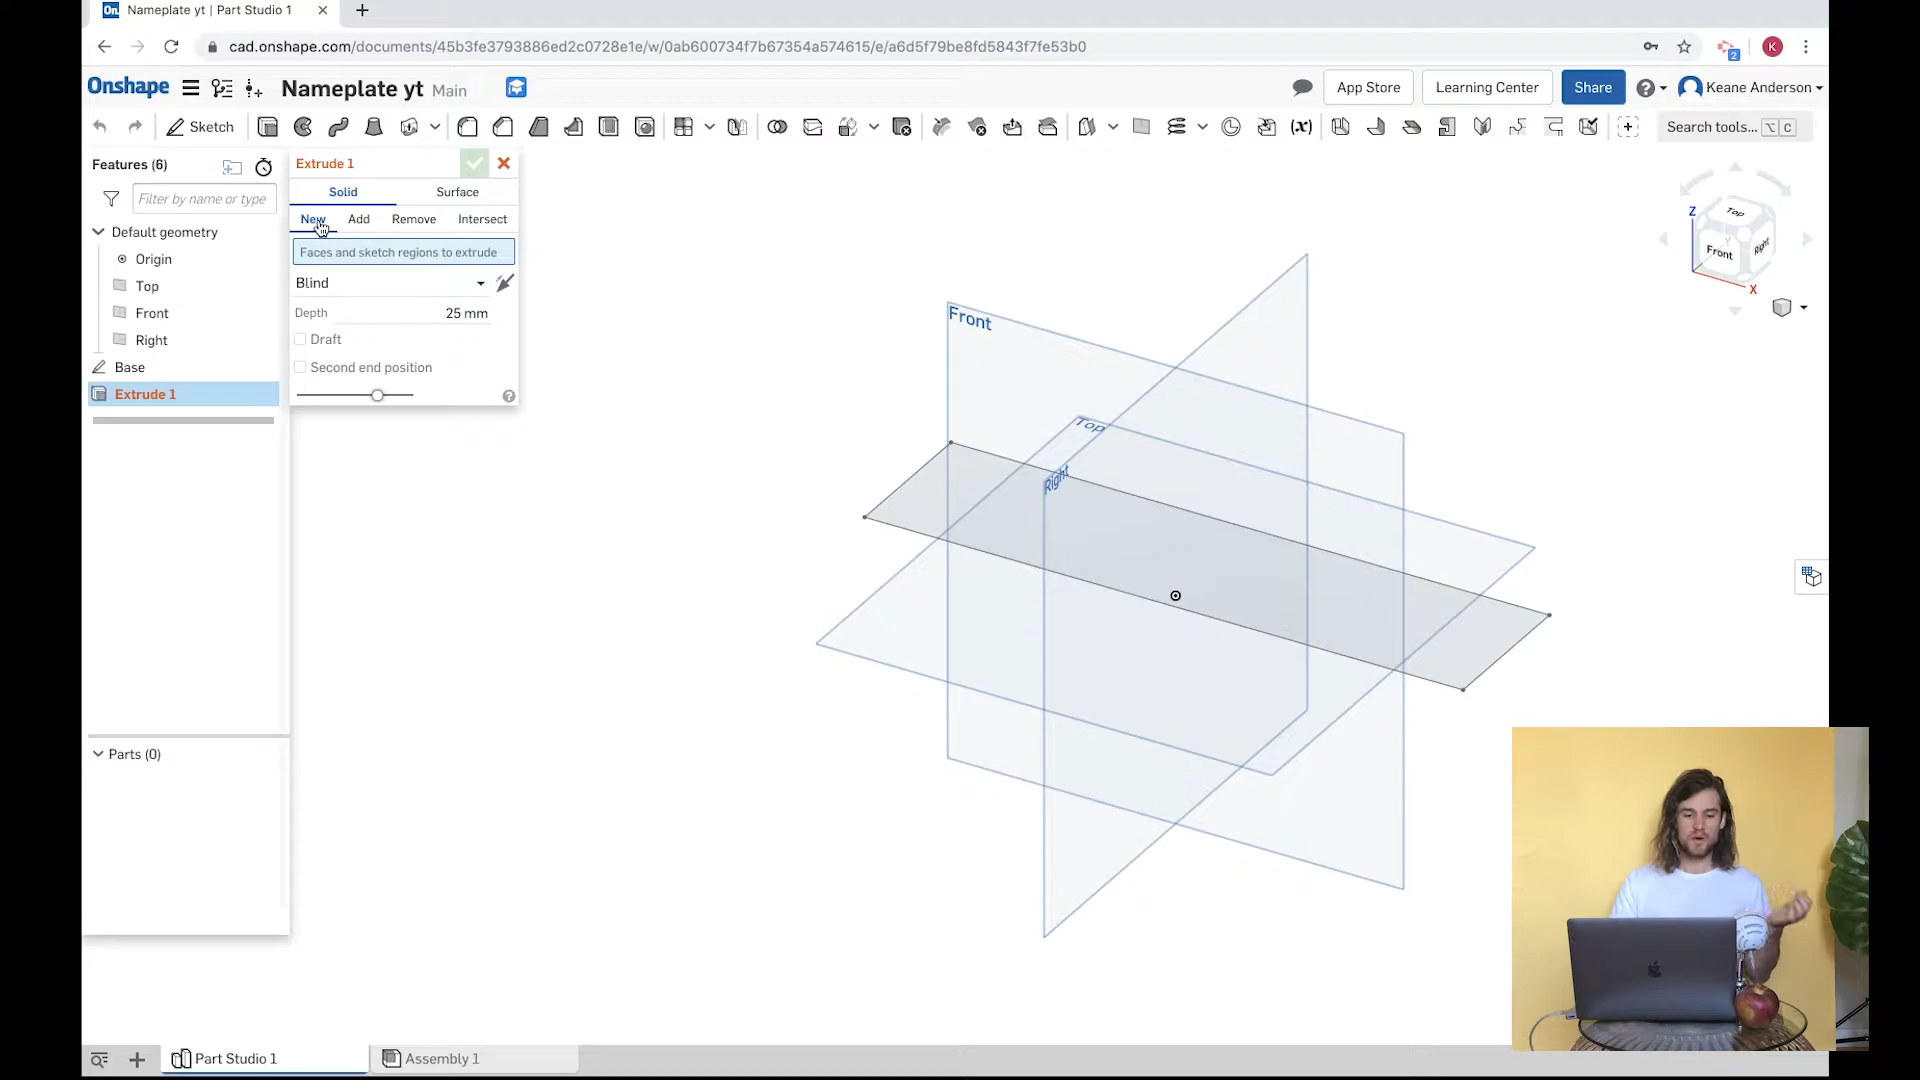 Nameplate yt | Part Studio 1
cad.onshape.com/documents/45b3fe3793886ed2c0728e1e/w/0ab600734f7b67354a574615/e/a6d5f79be8fd5843f7fe53b0
2
K
Onshape
Nameplate yt Main
App Store
Learning Center
Share
Keane Anderson
Sketch
Search tools... ⌥ C
Features (6)
Filter by name or type
Default geometry
Origin
Top
Front
Right
Base
Extrude 1
Parts (0)
Extrude 1
Solid Surface
New Add Remove Intersect
Faces and sketch regions to extrude
Blind
Depth 25 mm
Draft
Second end position
Front
Top
Right
Z
Top
Y
Front
Right
X
Part Studio 1
Assembly 1